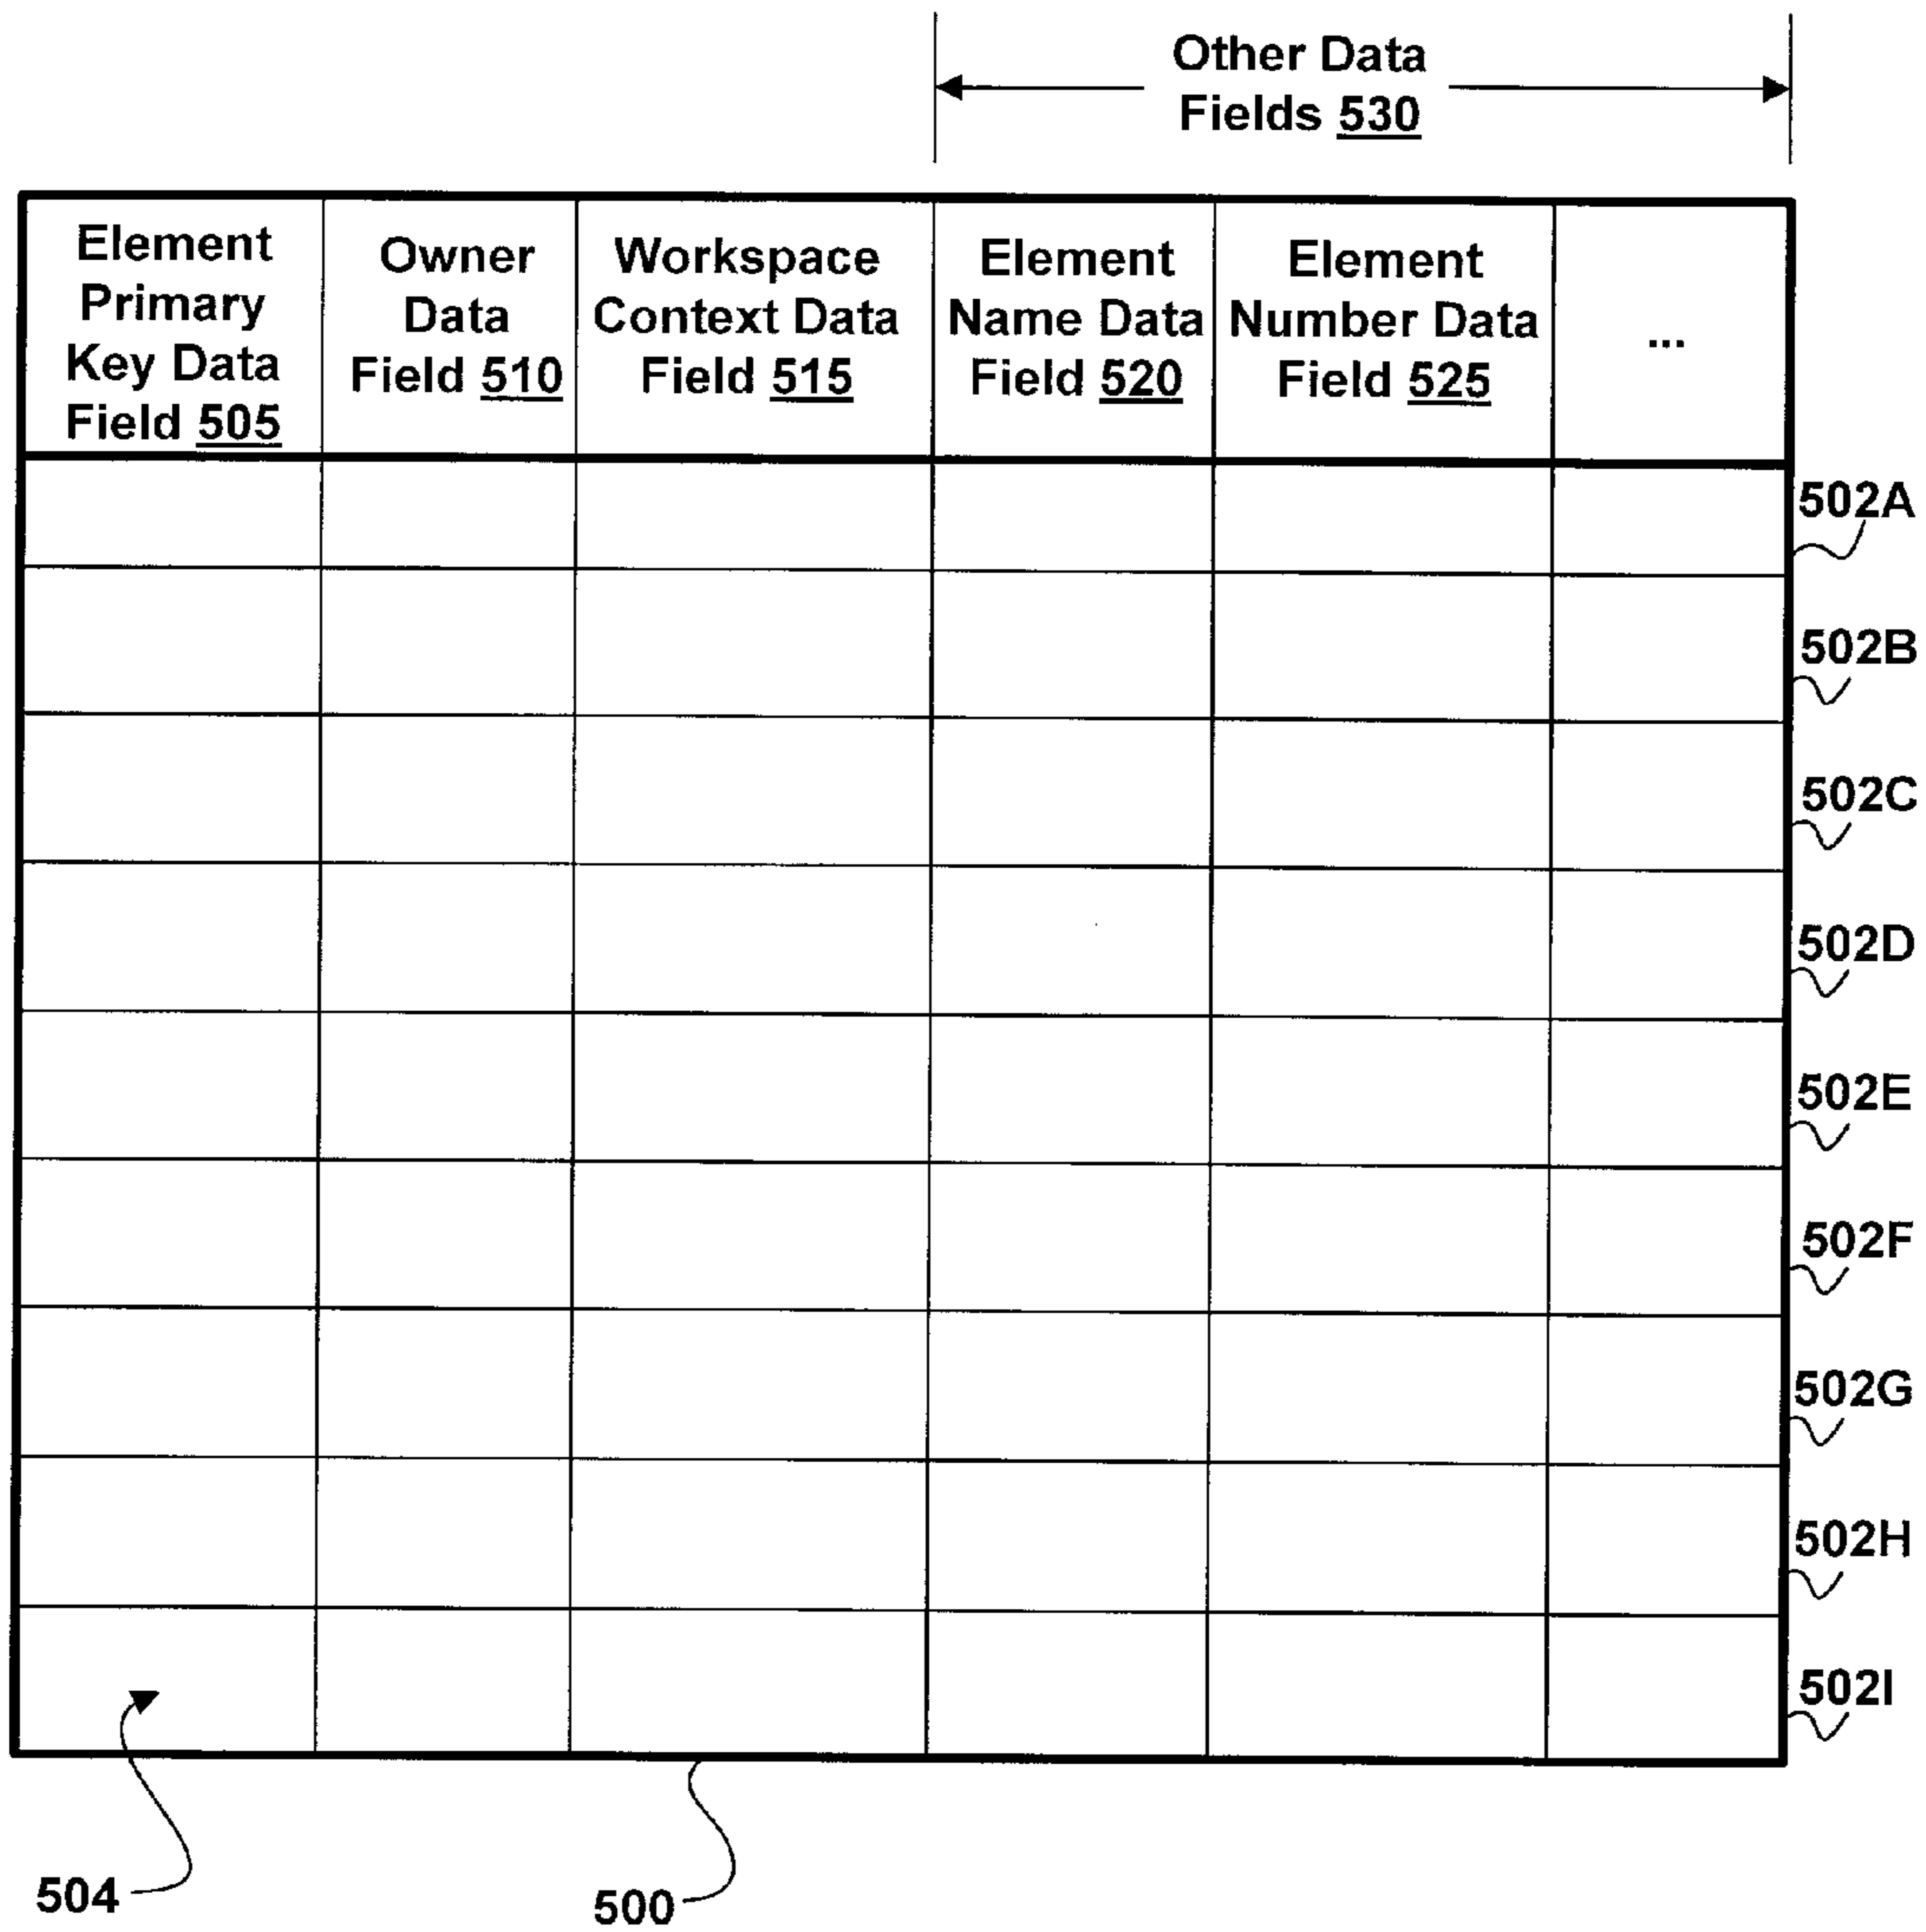 Other Data
Fields 530
Element
Primary
Key Data
Field 505
Owner
Data
Field 510
Workspace
Context Data
Field 515
Element
Name Data
Field 520
Element
Number Data
Field 525
...
502A
502B
502C
502D
502E
502F
502G
502H
502I
504
500